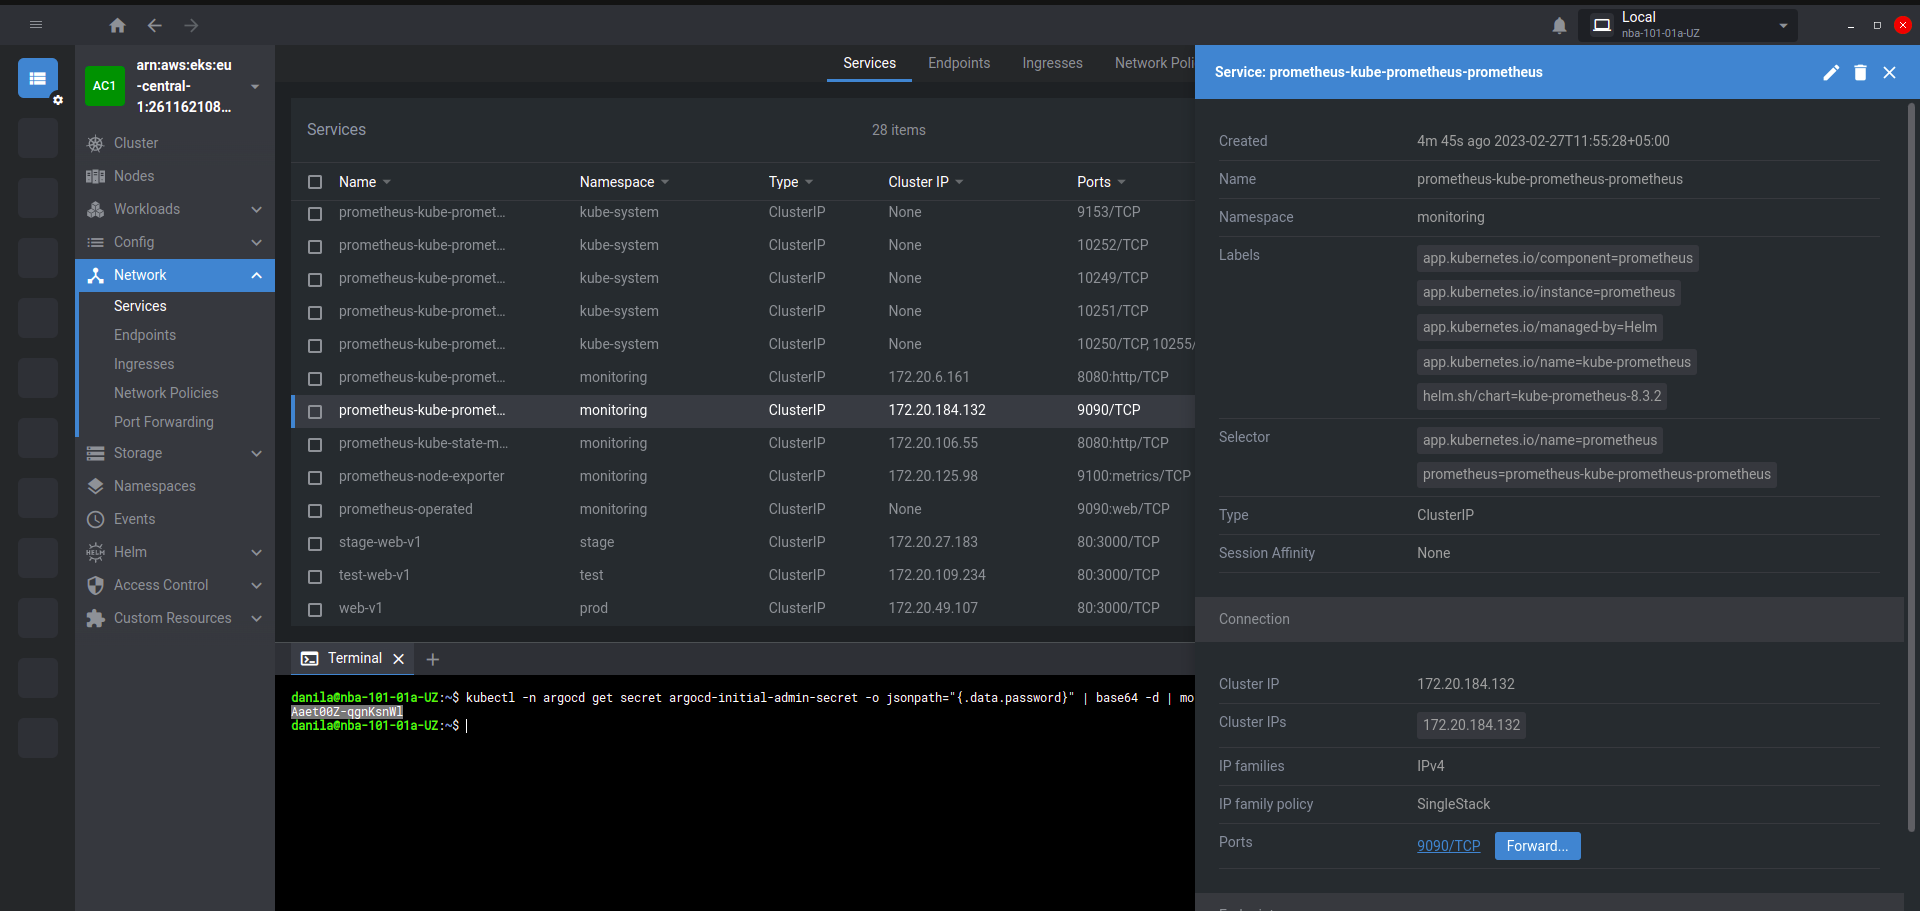 Local
nba-101-01a-UZ
AC1
arn:aws:eks:eu
-central-
1:261162108...
Cluster
Nodes
Workloads
Config
Network
Services
Endpoints
Ingresses
Network Policies
Port Forwarding
Storage
Namespaces
Events
HELM
Helm
Access Control
Custom Resources
Services Endpoints Ingresses Network Poli
Services 28 items
Name Namespace Type Cluster IP Ports
prometheus-kube-promet... kube-system ClusterIP None 9153/TCP
prometheus-kube-promet... kube-system ClusterIP None 10252/TCP
prometheus-kube-promet... kube-system ClusterIP None 10249/TCP
prometheus-kube-promet... kube-system ClusterIP None 10251/TCP
prometheus-kube-promet... kube-system ClusterIP None 10250/TCP, 10255/
prometheus-kube-promet... monitoring ClusterIP 172.20.6.161 8080:http/TCP
prometheus-kube-promet... monitoring ClusterIP 172.20.184.132 9090/TCP
prometheus-kube-state-m... monitoring ClusterIP 172.20.106.55 8080:http/TCP
prometheus-node-exporter monitoring ClusterIP 172.20.125.98 9100:metrics/TCP
prometheus-operated monitoring ClusterIP None 9090:web/TCP
stage-web-v1 stage ClusterIP 172.20.27.183 80:3000/TCP
test-web-v1 test ClusterIP 172.20.109.234 80:3000/TCP
web-v1 prod ClusterIP 172.20.49.107 80:3000/TCP
Terminal
danila@nba-101-01a-UZ:~$ kubectl -n argocd get secret argocd-initial-admin-secret -o jsonpath="{.data.password}" | base64 -d | mo
Aaet00Z-qgnKsnWl
danila@nba-101-01a-UZ:~$
Service: prometheus-kube-prometheus-prometheus
Created 4m 45s ago 2023-02-27T11:55:28+05:00
Name prometheus-kube-prometheus-prometheus
Namespace monitoring
Labels app.kubernetes.io/component=prometheus
app.kubernetes.io/instance=prometheus
app.kubernetes.io/managed-by=Helm
app.kubernetes.io/name=kube-prometheus
helm.sh/chart=kube-prometheus-8.3.2
Selector app.kubernetes.io/name=prometheus
prometheus=prometheus-kube-prometheus-prometheus
Type ClusterIP
Session Affinity None
Connection
Cluster IP 172.20.184.132
Cluster IPs 172.20.184.132
IP families IPv4
IP family policy SingleStack
Ports 9090/TCP Forward...